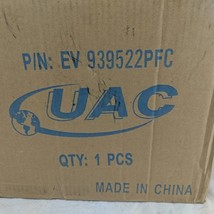 P/N: EV 939522PFC
UAC
QTY: 1 PCS
MADE IN CHINA